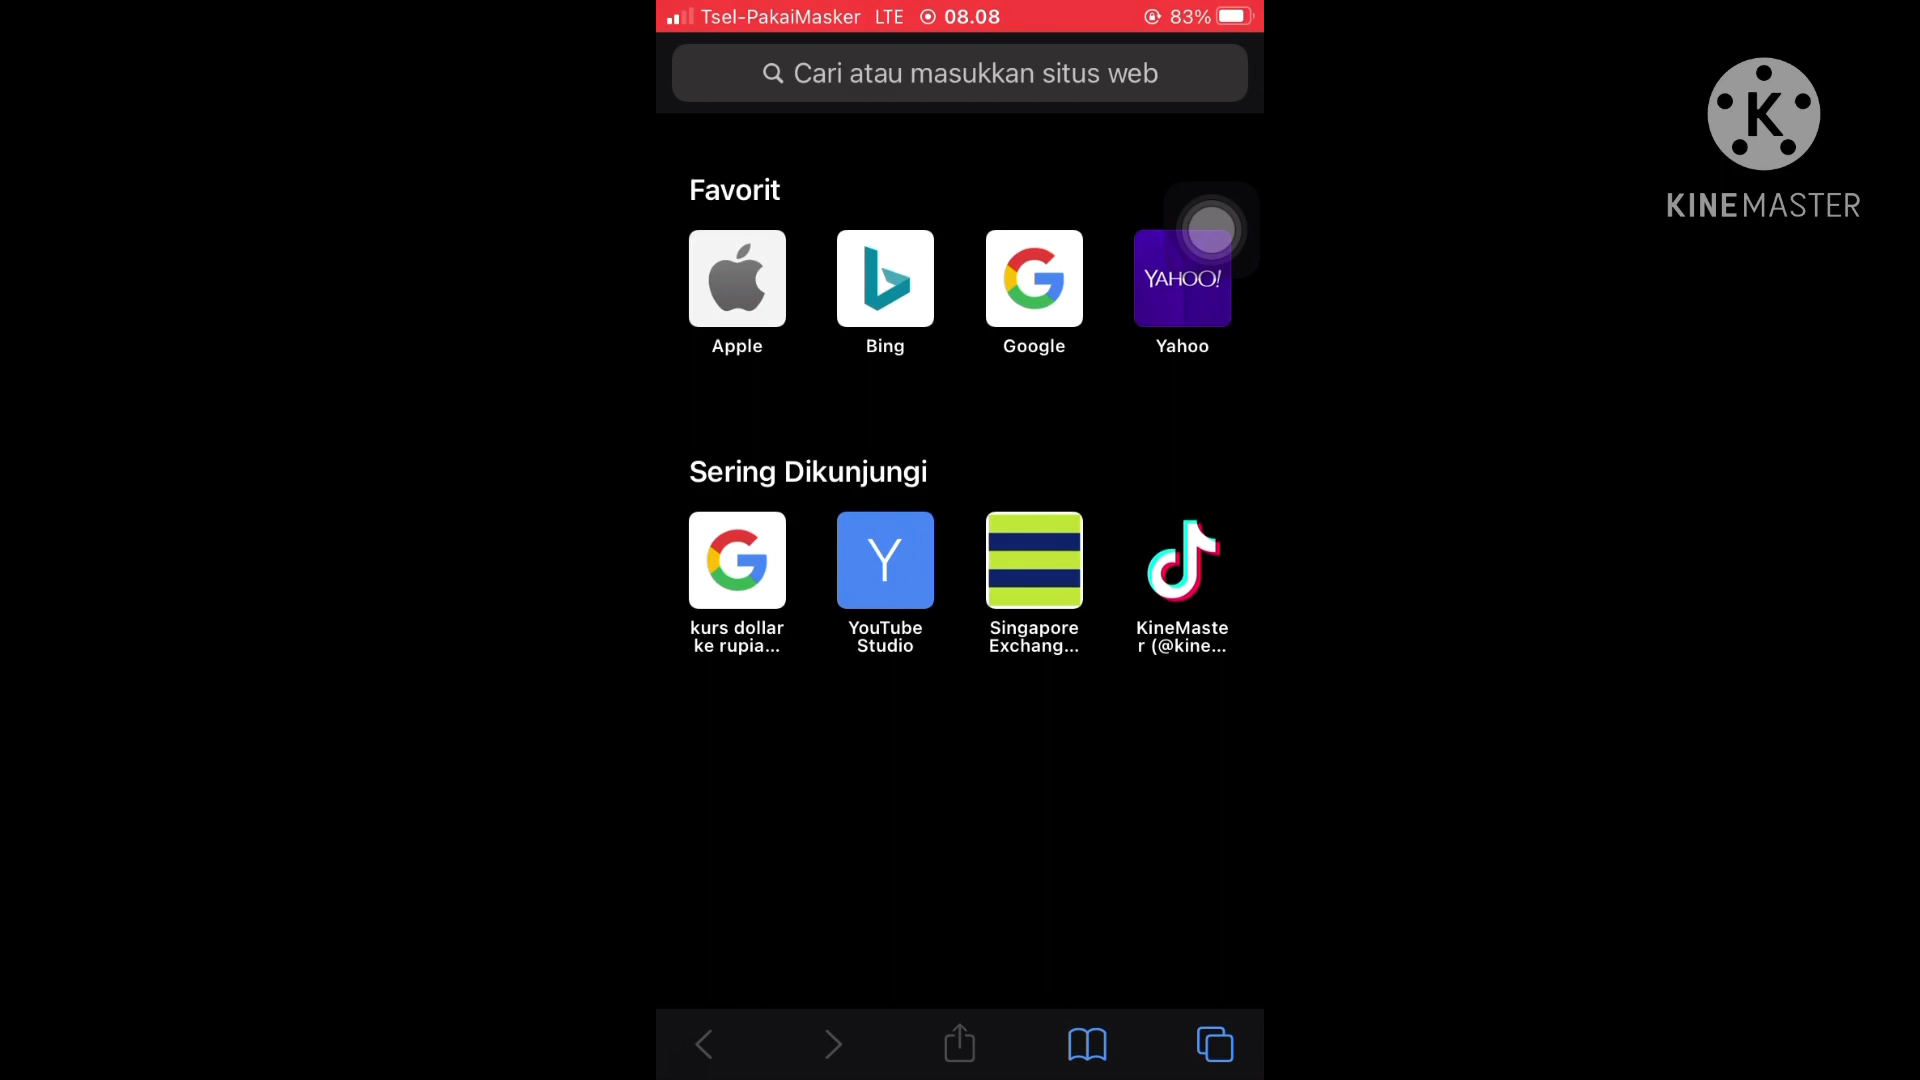 Tsel-PakaiMasker LTE 08.08 83%
Cari atau masukkan situs web
K
KINEMASTER
Favorit
YAHOO!
Apple Bing Google Yahoo
Sering Dikunjungi
Y
kurs dollar
ke rupia...
YouTube
Studio
Singapore
Exchang...
KineMaste
r (@kine...